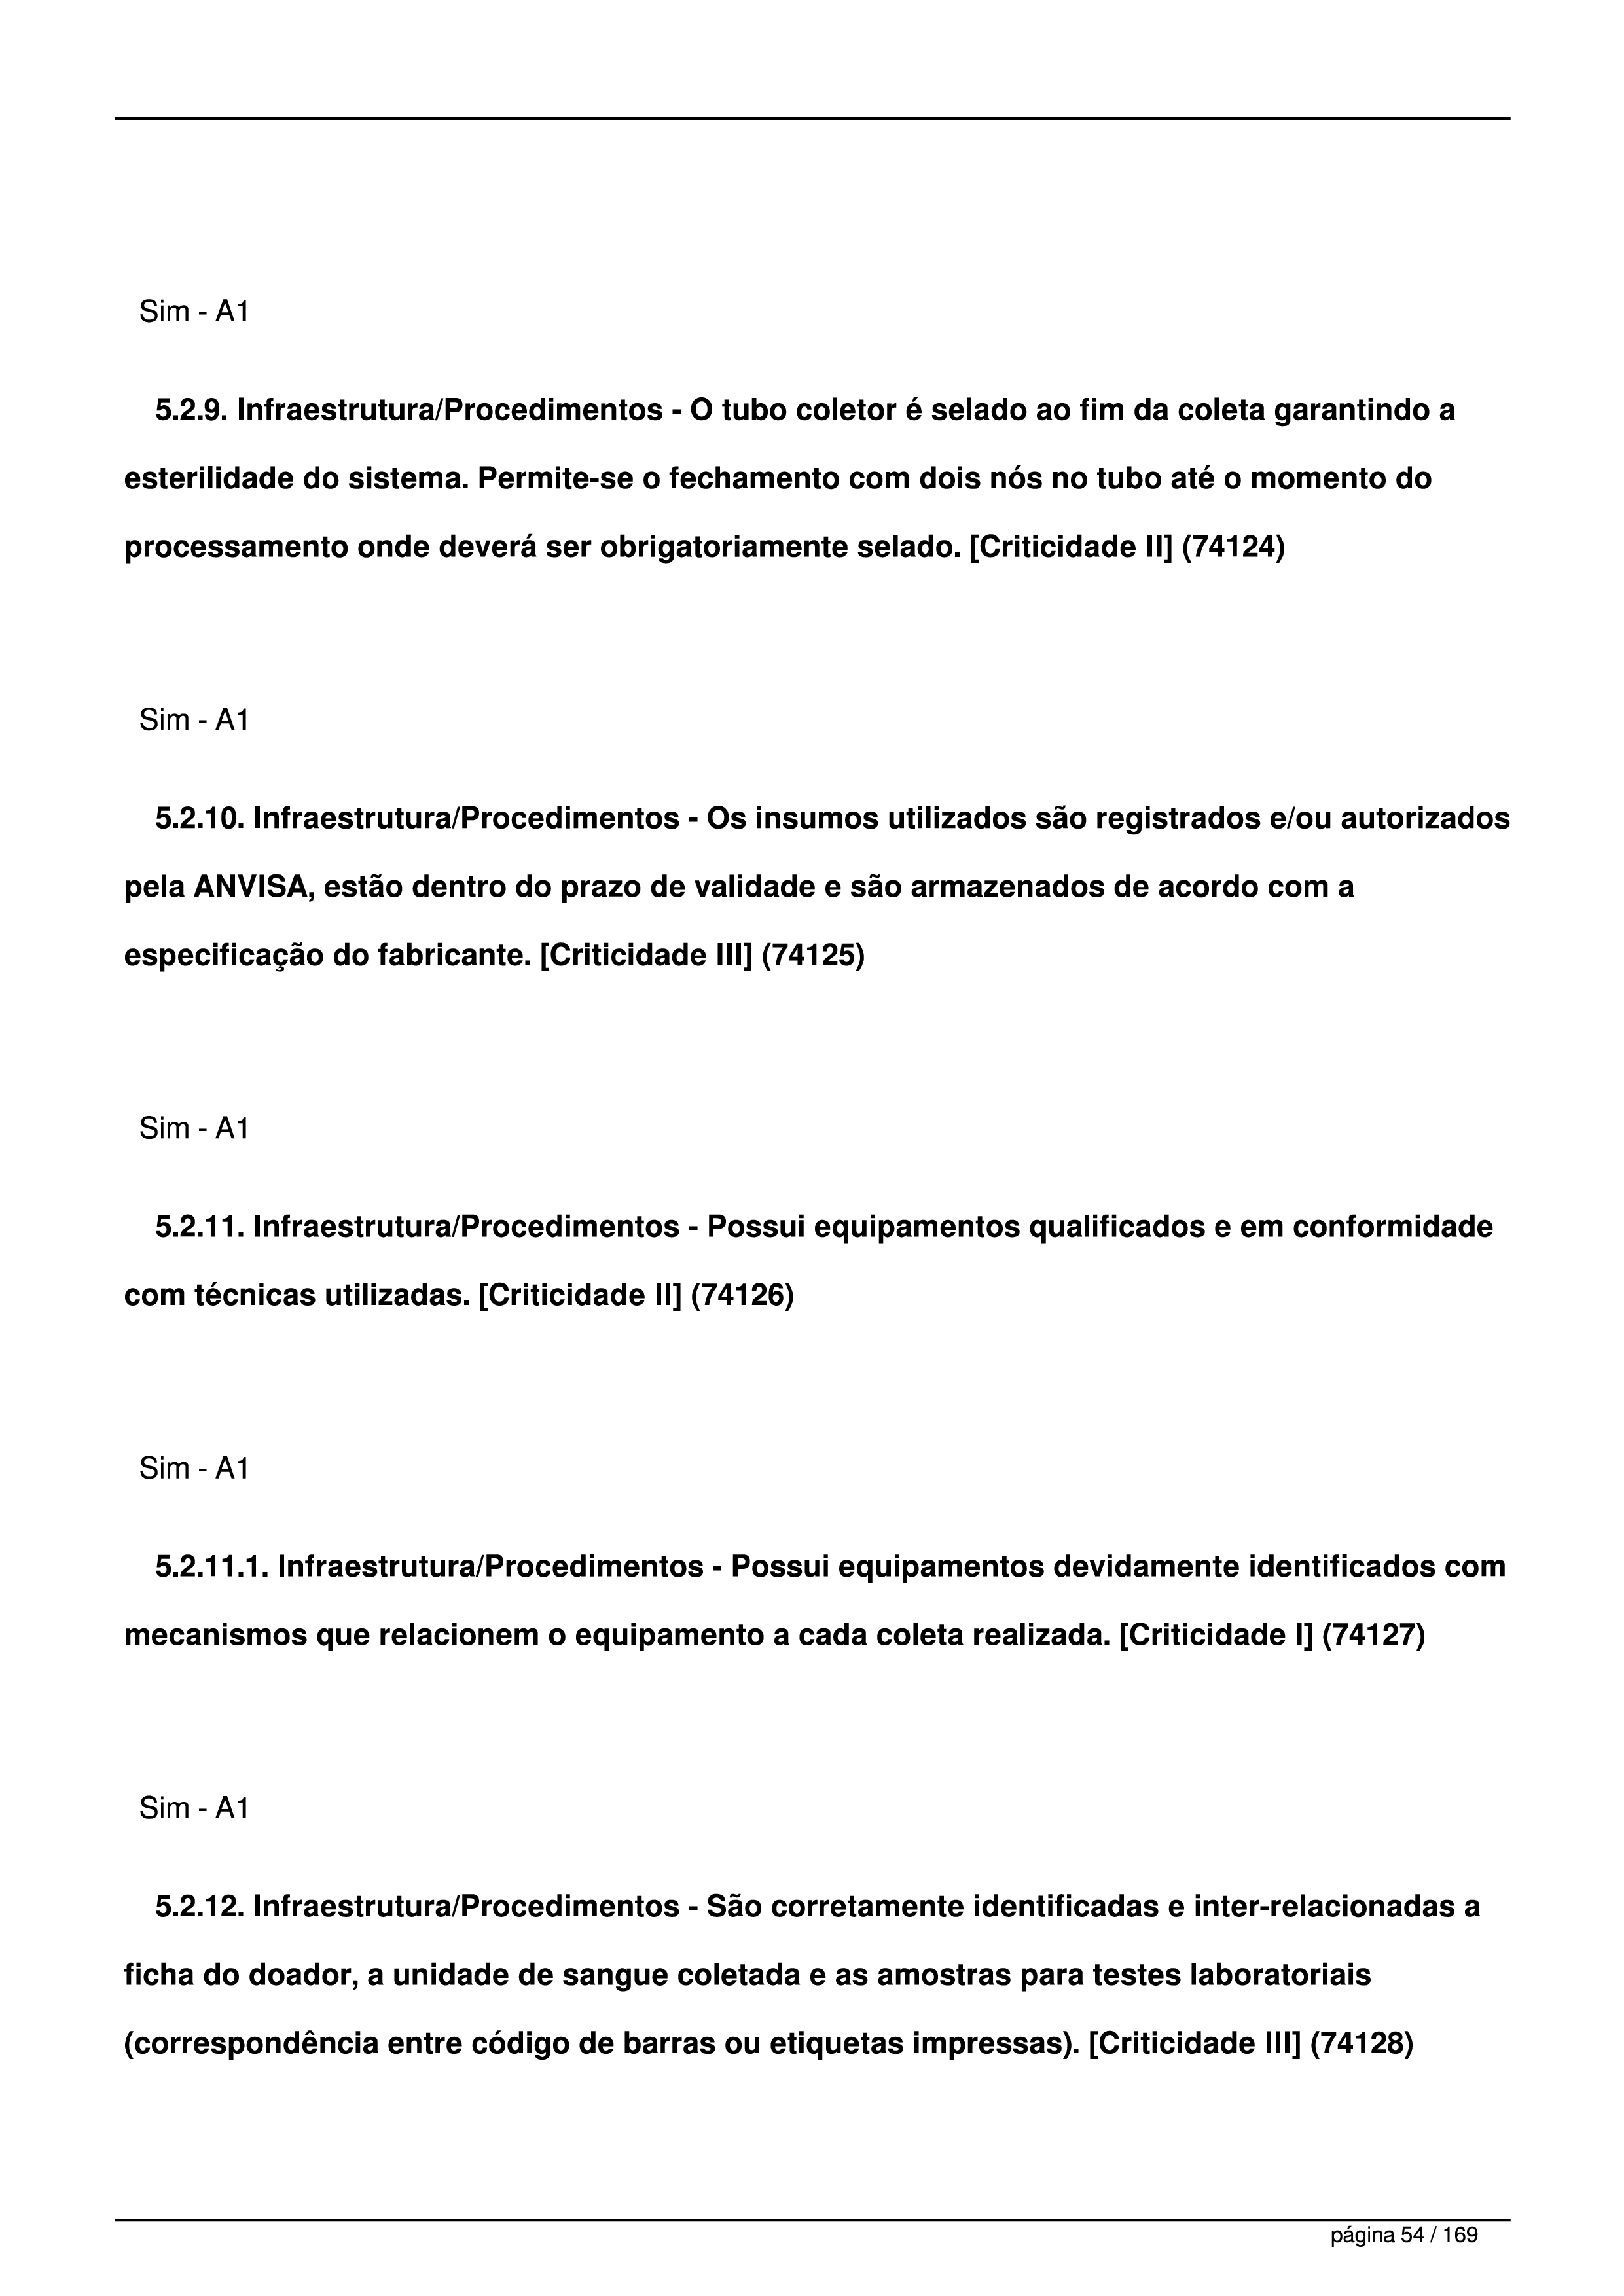 Sim - A1
5.2.9. Infraestrutura/Procedimentos - O tubo coletor é selado ao fim da coleta garantindo a
esterilidade do sistema. Permite-se o fechamento com dois nós no tubo até o momento do
processamento onde deverá ser obrigatoriamente selado. [Criticidade II] (74124)
Sim - A1
5.2.10. Infraestrutura/Procedimentos - Os insumos utilizados são registrados e/ou autorizados
pela ANVISA, estão dentro do prazo de validade e são armazenados de acordo com a
especificação do fabricante. [Criticidade III] (74125)
Sim - A1
5.2.11. Infraestrutura/Procedimentos - Possui equipamentos qualificados e em conformidade
com técnicas utilizadas. [Criticidade II] (74126)
Sim - A1
5.2.11.1. Infraestrutura/Procedimentos - Possui equipamentos devidamente identificados com
mecanismos que relacionem o equipamento a cada coleta realizada. [Criticidade I] (74127)
Sim - A1
5.2.12. Infraestrutura/Procedimentos - São corretamente identificadas e inter-relacionadas a
ficha do doador, a unidade de sangue coletada e as amostras para testes laboratoriais
(correspondência entre código de barras ou etiquetas impressas). [Criticidade III] (74128)
página 54 / 169